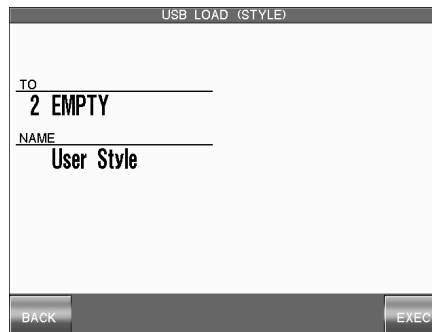 USB LOAD (STYLE)
TO
2 EMPTY
NAME
User Style
BACK
EXEC